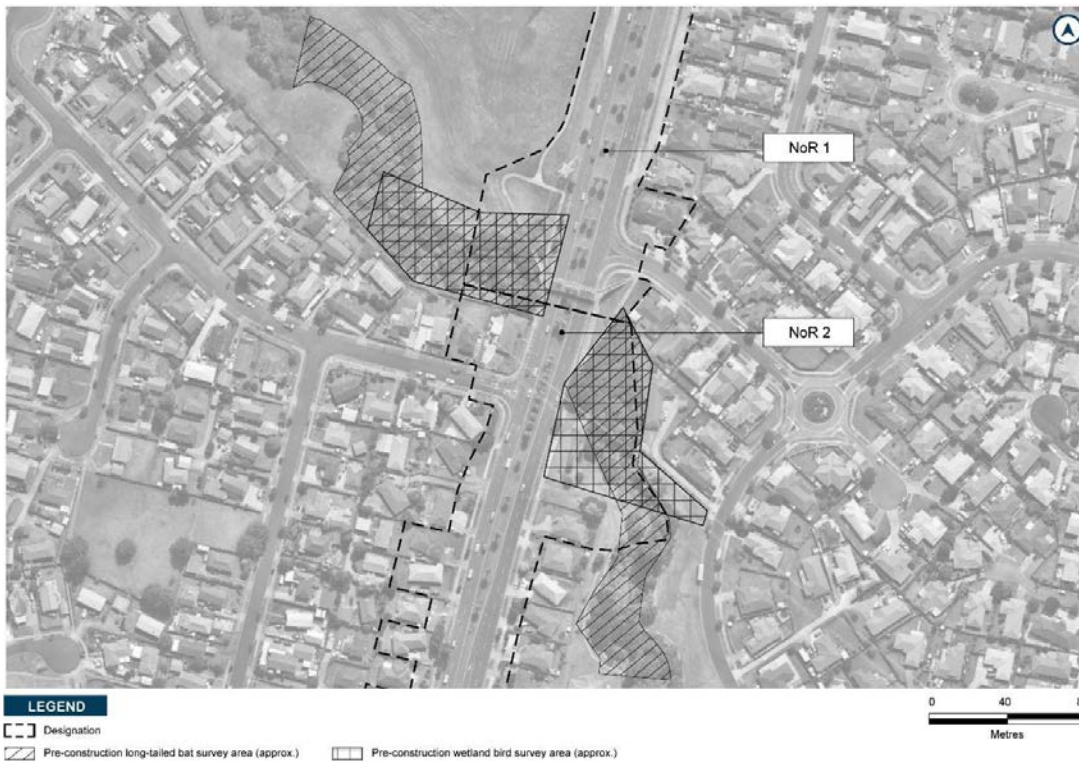 NoR 1
NoR 2
LEGEND
Designation
Pre-construction long-tailed bat survey area (approx.)
Pre-construction wetland bird survey area (approx.)
0 40 8
Metres